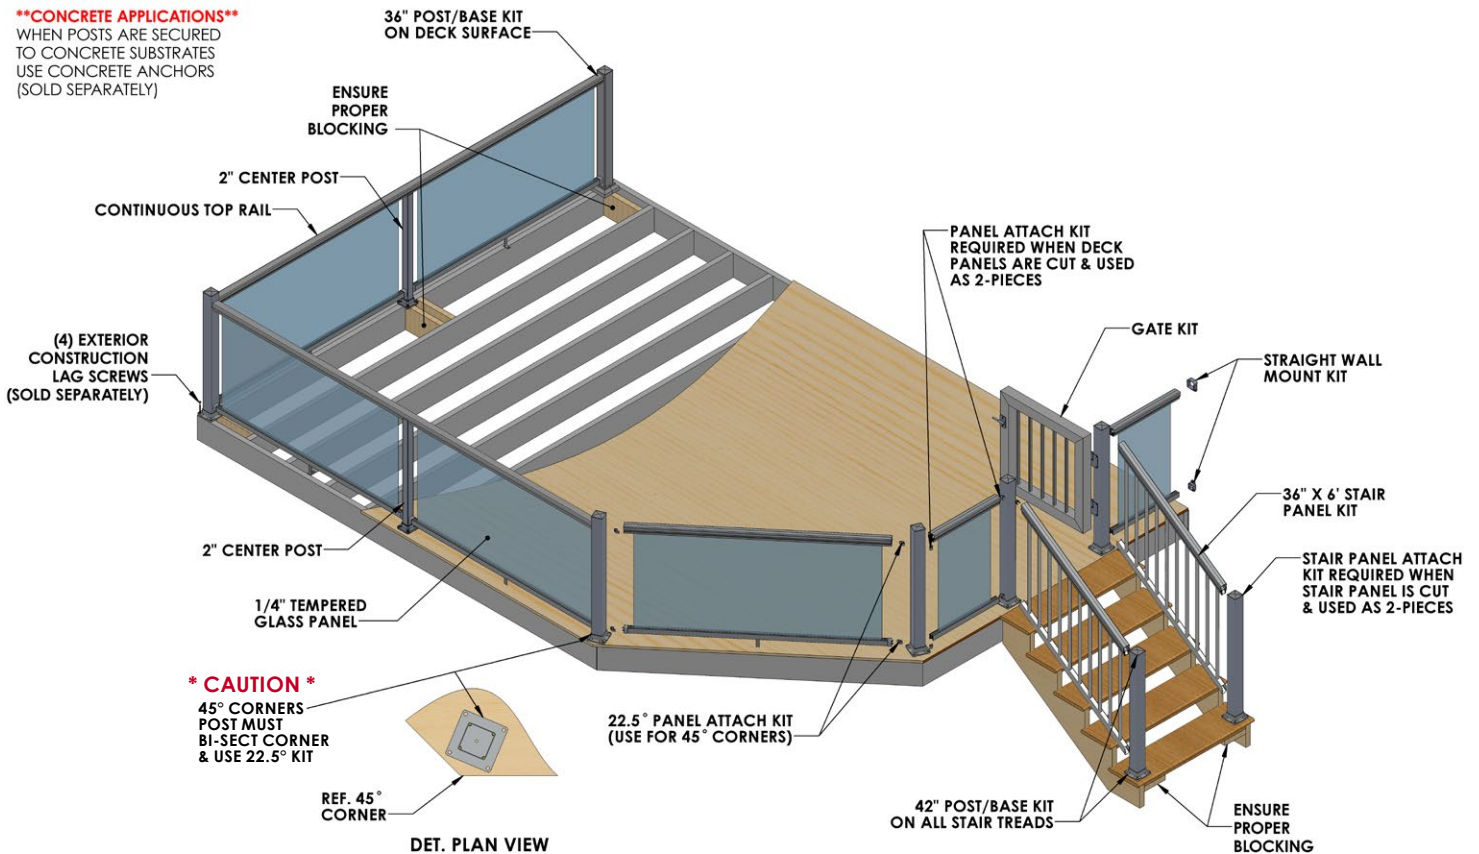 **CONCRETE APPLICATIONS**
WHEN POSTS ARE SECURED
TO CONCRETE SUBSTRATES
USE CONCRETE ANCHORS
(SOLD SEPARATELY)
36" POST/BASE KIT
ON DECK SURFACE
ENSURE
PROPER
BLOCKING
2" CENTER POST
CONTINUOUS TOP RAIL
PANEL ATTACH KIT
REQUIRED WHEN DECK
PANELS ARE CUT & USED
AS 2-PIECES
GATE KIT
STRAIGHT WALL
MOUNT KIT
(4) EXTERIOR
CONSTRUCTION
LAG SCREWS
(SOLD SEPARATELY)
36" X 6' STAIR
PANEL KIT
2" CENTER POST
STAIR PANEL ATTACH
KIT REQUIRED WHEN
STAIR PANEL IS CUT
& USED AS 2-PIECES
1/4" TEMPERED
GLASS PANEL
* CAUTION *
45° CORNERS
POST MUST
BI-SECT CORNER
& USE 22.5° KIT
22.5° PANEL ATTACH KIT
(USE FOR 45° CORNERS)
REF. 45°
CORNER
42" POST/BASE KIT
ON ALL STAIR TREADS
ENSURE
PROPER
BLOCKING
DET. PLAN VIEW